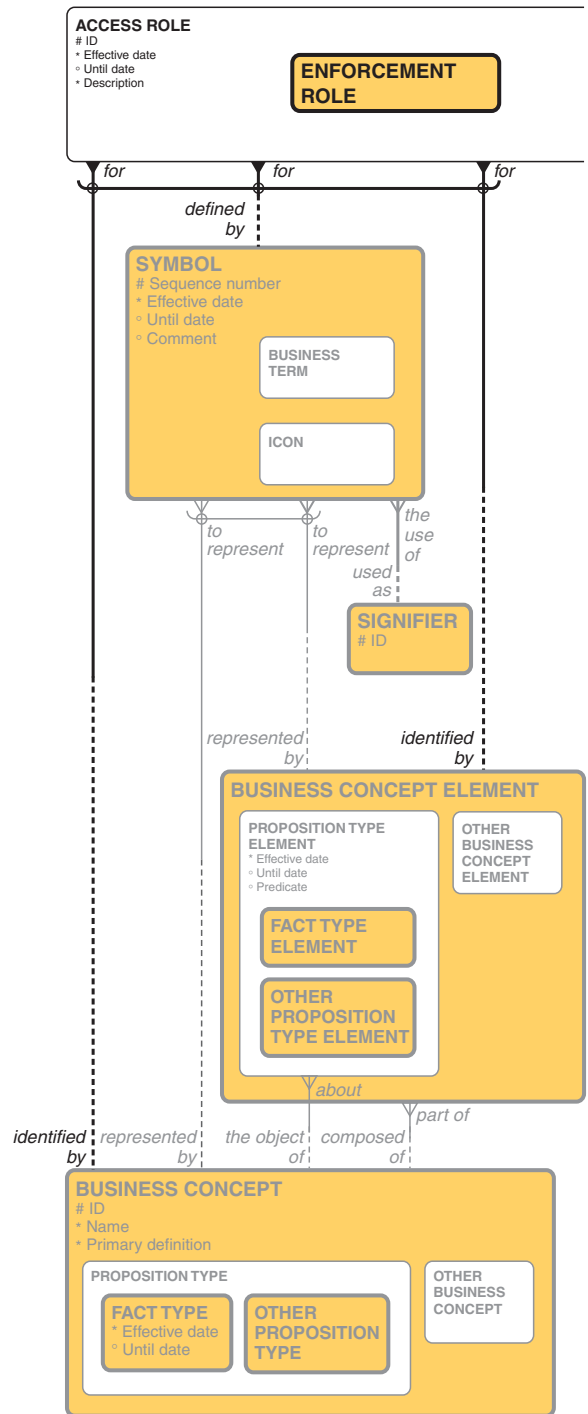 ACCESS ROLE
# ID
* Effective date
° Until date
* Description
ENFORCEMENT
ROLE
for
for
for
defined
by
SYMBOL
# Sequence number
* Effective date
° Until date
° Comment
BUSINESS
TERM
ICON
to
represent
to
represent
the
use
of
used
as
SIGNIFIER
# ID
represented
by
identified
by
BUSINESS CONCEPT ELEMENT
PROPOSITION TYPE
ELEMENT
* Effective date
° Until date
° Predicate
OTHER
BUSINESS
CONCEPT
ELEMENT
FACT TYPE
ELEMENT
OTHER
PROPOSITION
TYPE ELEMENT
about
part of
identified
by
represented
by
the object
of
composed
of
BUSINESS CONCEPT
# ID
* Name
* Primary definition
PROPOSITION TYPE
OTHER
BUSINESS
CONCEPT
FACT TYPE
* Effective date
° Until date
OTHER
PROPOSITION
TYPE